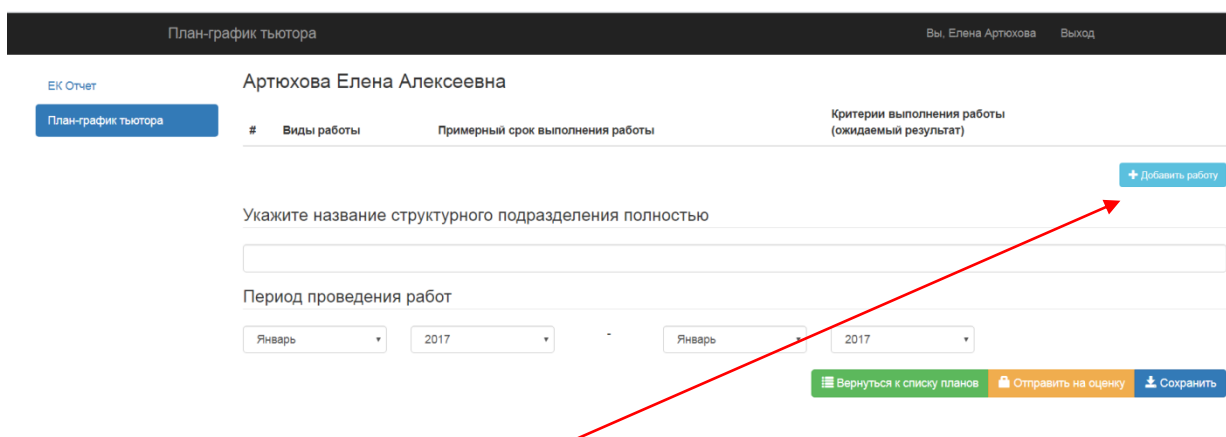 План-график тьютора Вы, Елена Артюхова Выход
ЕК Отчет
План-график тьютора
Артюхова Елена Алексеевна
# Виды работы Примерный срок выполнения работы Критерии выполнения работы
(ожидаемый результат)
+ Добавить работу
Укажите название структурного подразделения полностью
Период проведения работ
Январь 2017 - Январь 2017
Вернуться к списку планов Отправить на оценку Сохранить